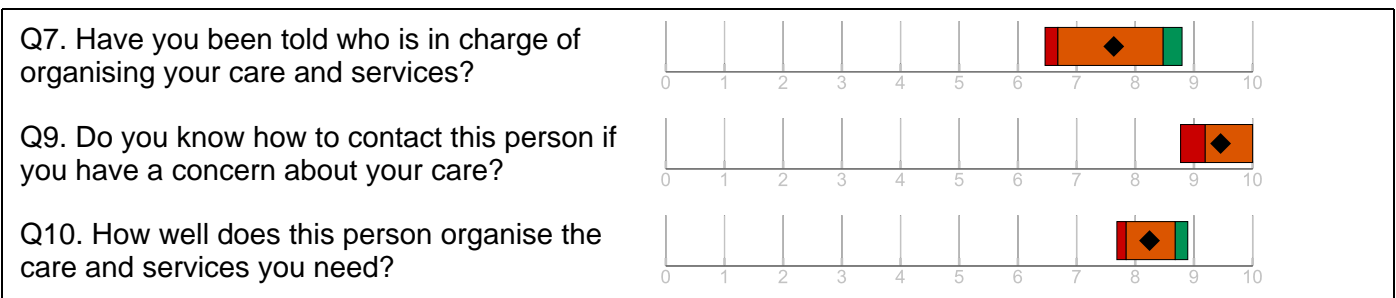 Q7. Have you been told who is in charge of
organising your care and services?
0 1 2 3 4 5 6 7 8 9 10
Q9. Do you know how to contact this person if
you have a concern about your care?
0 1 2 3 4 5 6 7 8 9 10
Q10. How well does this person organise the
care and services you need?
0 1 2 3 4 5 6 7 8 9 10